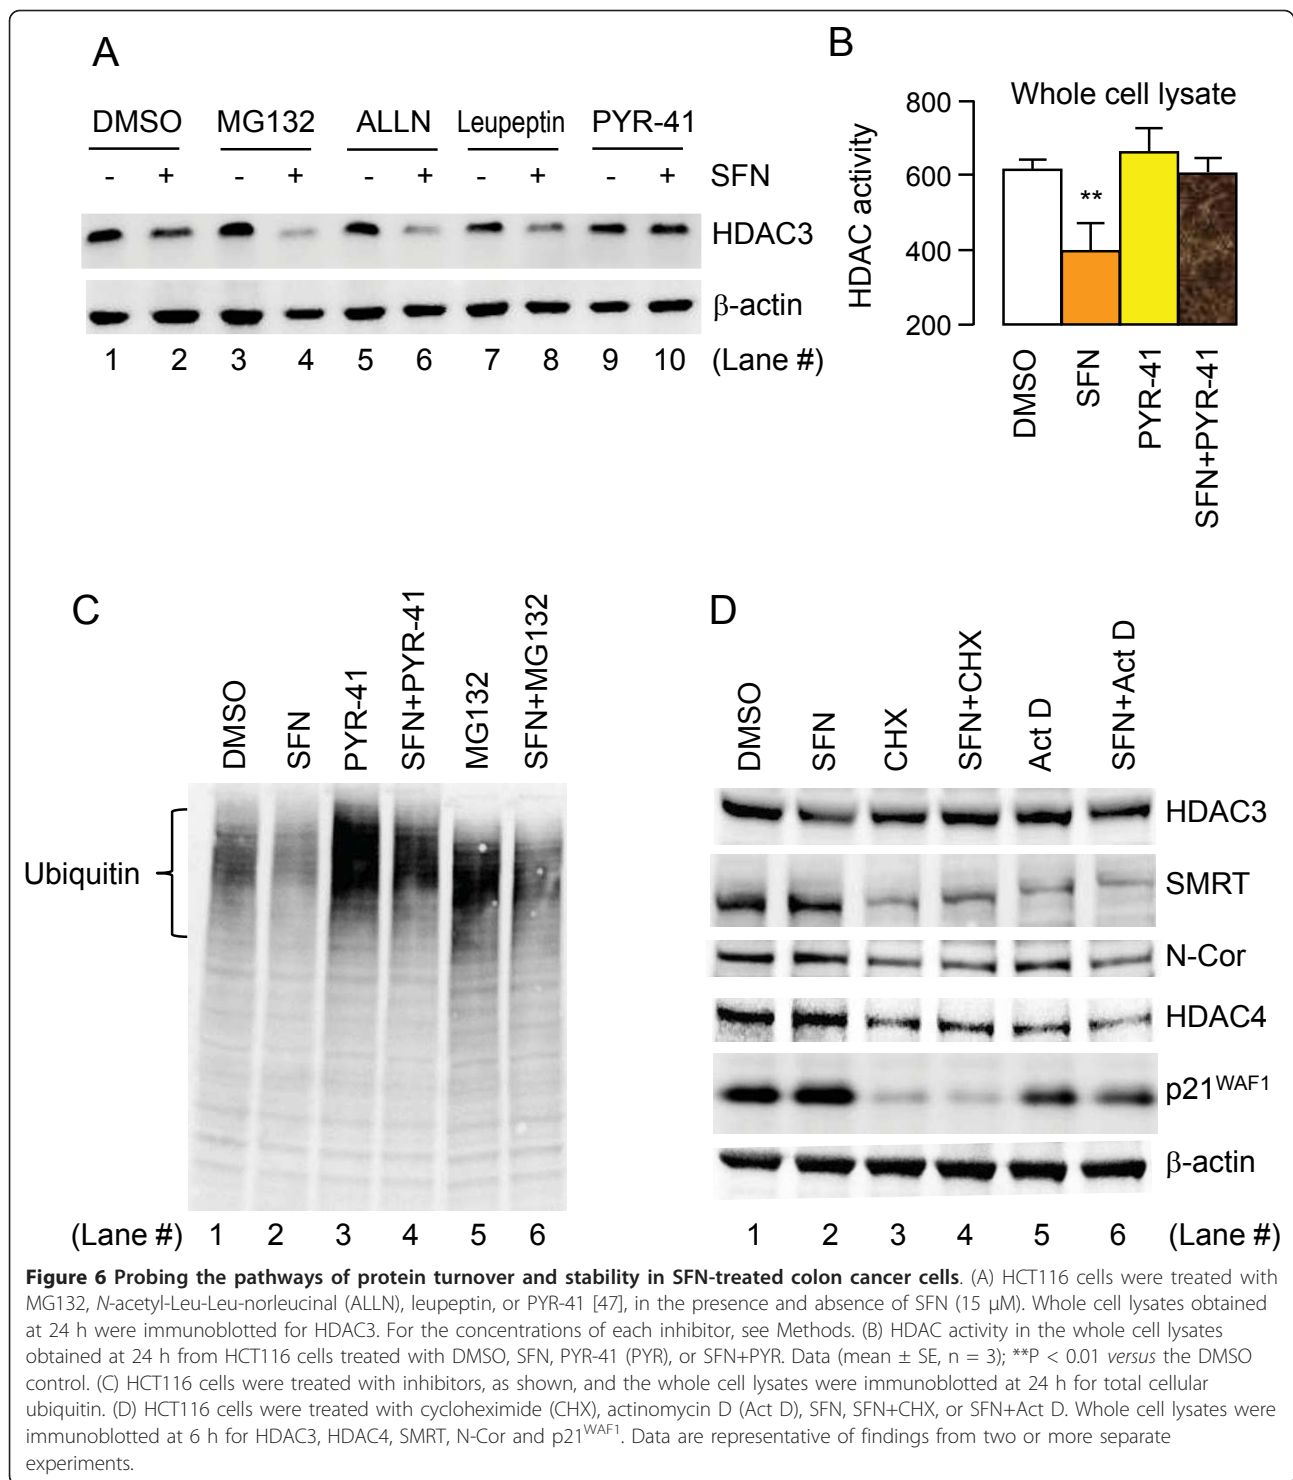 A
DMSO MG132 ALLN Leupeptin PYR-41
- + - + - + - + - + SFN
HDAC3
β-actin
1 2 3 4 5 6 7 8 9 10 (Lane #)
B
Whole cell lysate
HDAC activity
800
600
400
200
**
DMSO
SFN
PYR-41
SFN+PYR-41
C
DMSO
SFN
PYR-41
SFN+PYR-41
MG132
SFN+MG132
Ubiquitin
(Lane #) 1 2 3 4 5 6
D
DMSO
SFN
CHX
SFN+CHX
Act D
SFN+Act D
HDAC3
SMRT
N-Cor
HDAC4
p21WAF1
β-actin
1 2 3 4 5 6 (Lane #)
Figure 6 Probing the pathways of protein turnover and stability in SFN-treated colon cancer cells. (A) HCT116 cells were treated with
MG132, N-acetyl-Leu-Leu-norleucinal (ALLN), leupeptin, or PYR-41 [47], in the presence and absence of SFN (15 μM). Whole cell lysates obtained
at 24 h were immunoblotted for HDAC3. For the concentrations of each inhibitor, see Methods. (B) HDAC activity in the whole cell lysates
obtained at 24 h from HCT116 cells treated with DMSO, SFN, PYR-41 (PYR), or SFN+PYR. Data (mean ± SE, n = 3); **P < 0.01 versus the DMSO
control. (C) HCT116 cells were treated with inhibitors, as shown, and the whole cell lysates were immunoblotted at 24 h for total cellular
ubiquitin. (D) HCT116 cells were treated with cycloheximide (CHX), actinomycin D (Act D), SFN, SFN+CHX, or SFN+Act D. Whole cell lysates were
immunoblotted at 6 h for HDAC3, HDAC4, SMRT, N-Cor and p21WAF1. Data are representative of findings from two or more separate
experiments.